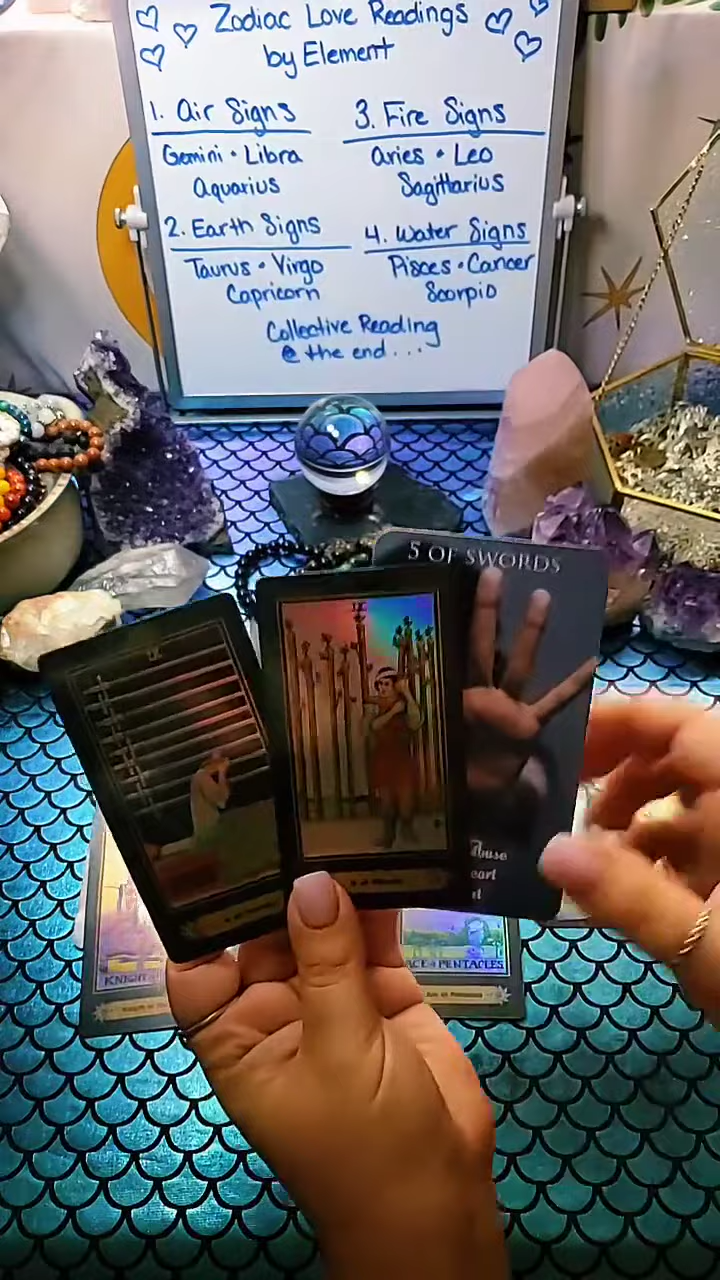 Zodiac Love Readings
by Element
1. Air Signs
Gemini • Libra
Aquarius
2. Earth Signs
Taurus • Virgo
Capricorn
3. Fire Signs
Aries • Leo
Sagittarius
4. Water Signs
Pisces • Cancer
Scorpio
Collective Reading
@ the end...
5 OF SWORDS
IX
IX
KNIGHT
ACE of PENTACLES